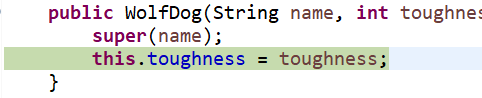 public WolfDog(String name, int toughnes
super(name);
this.toughness = toughness;
}